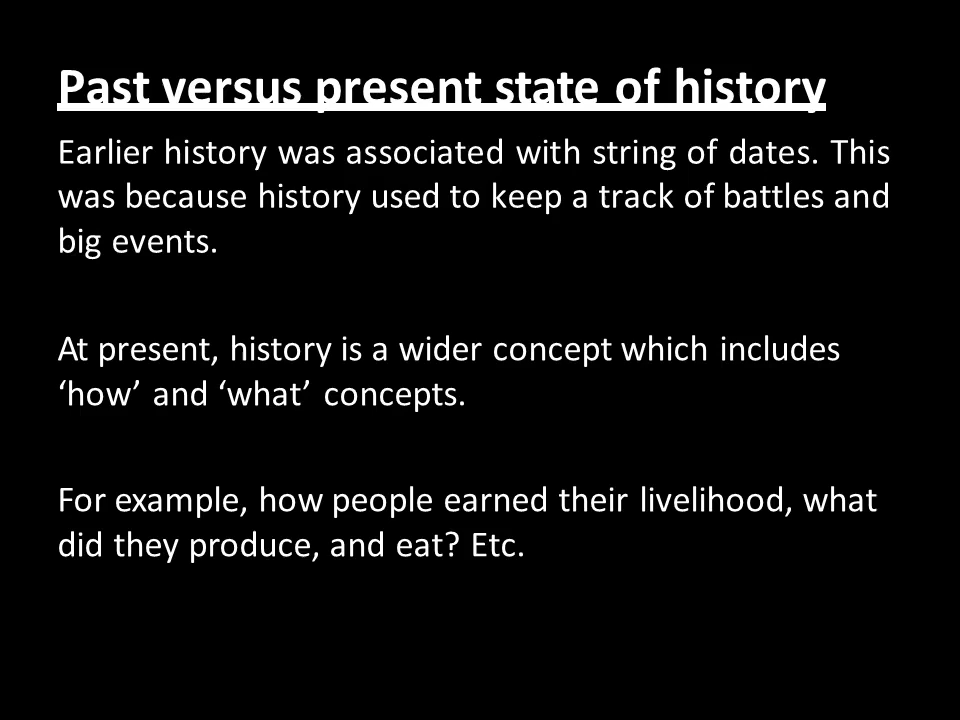 Past versus present state of history
Earlier history was associated with string of dates. This
was because history used to keep a track of battles and
big events.
At present, history is a wider concept which includes
‘how’ and ‘what’ concepts.
For example, how people earned their livelihood, what
did they produce, and eat? Etc.